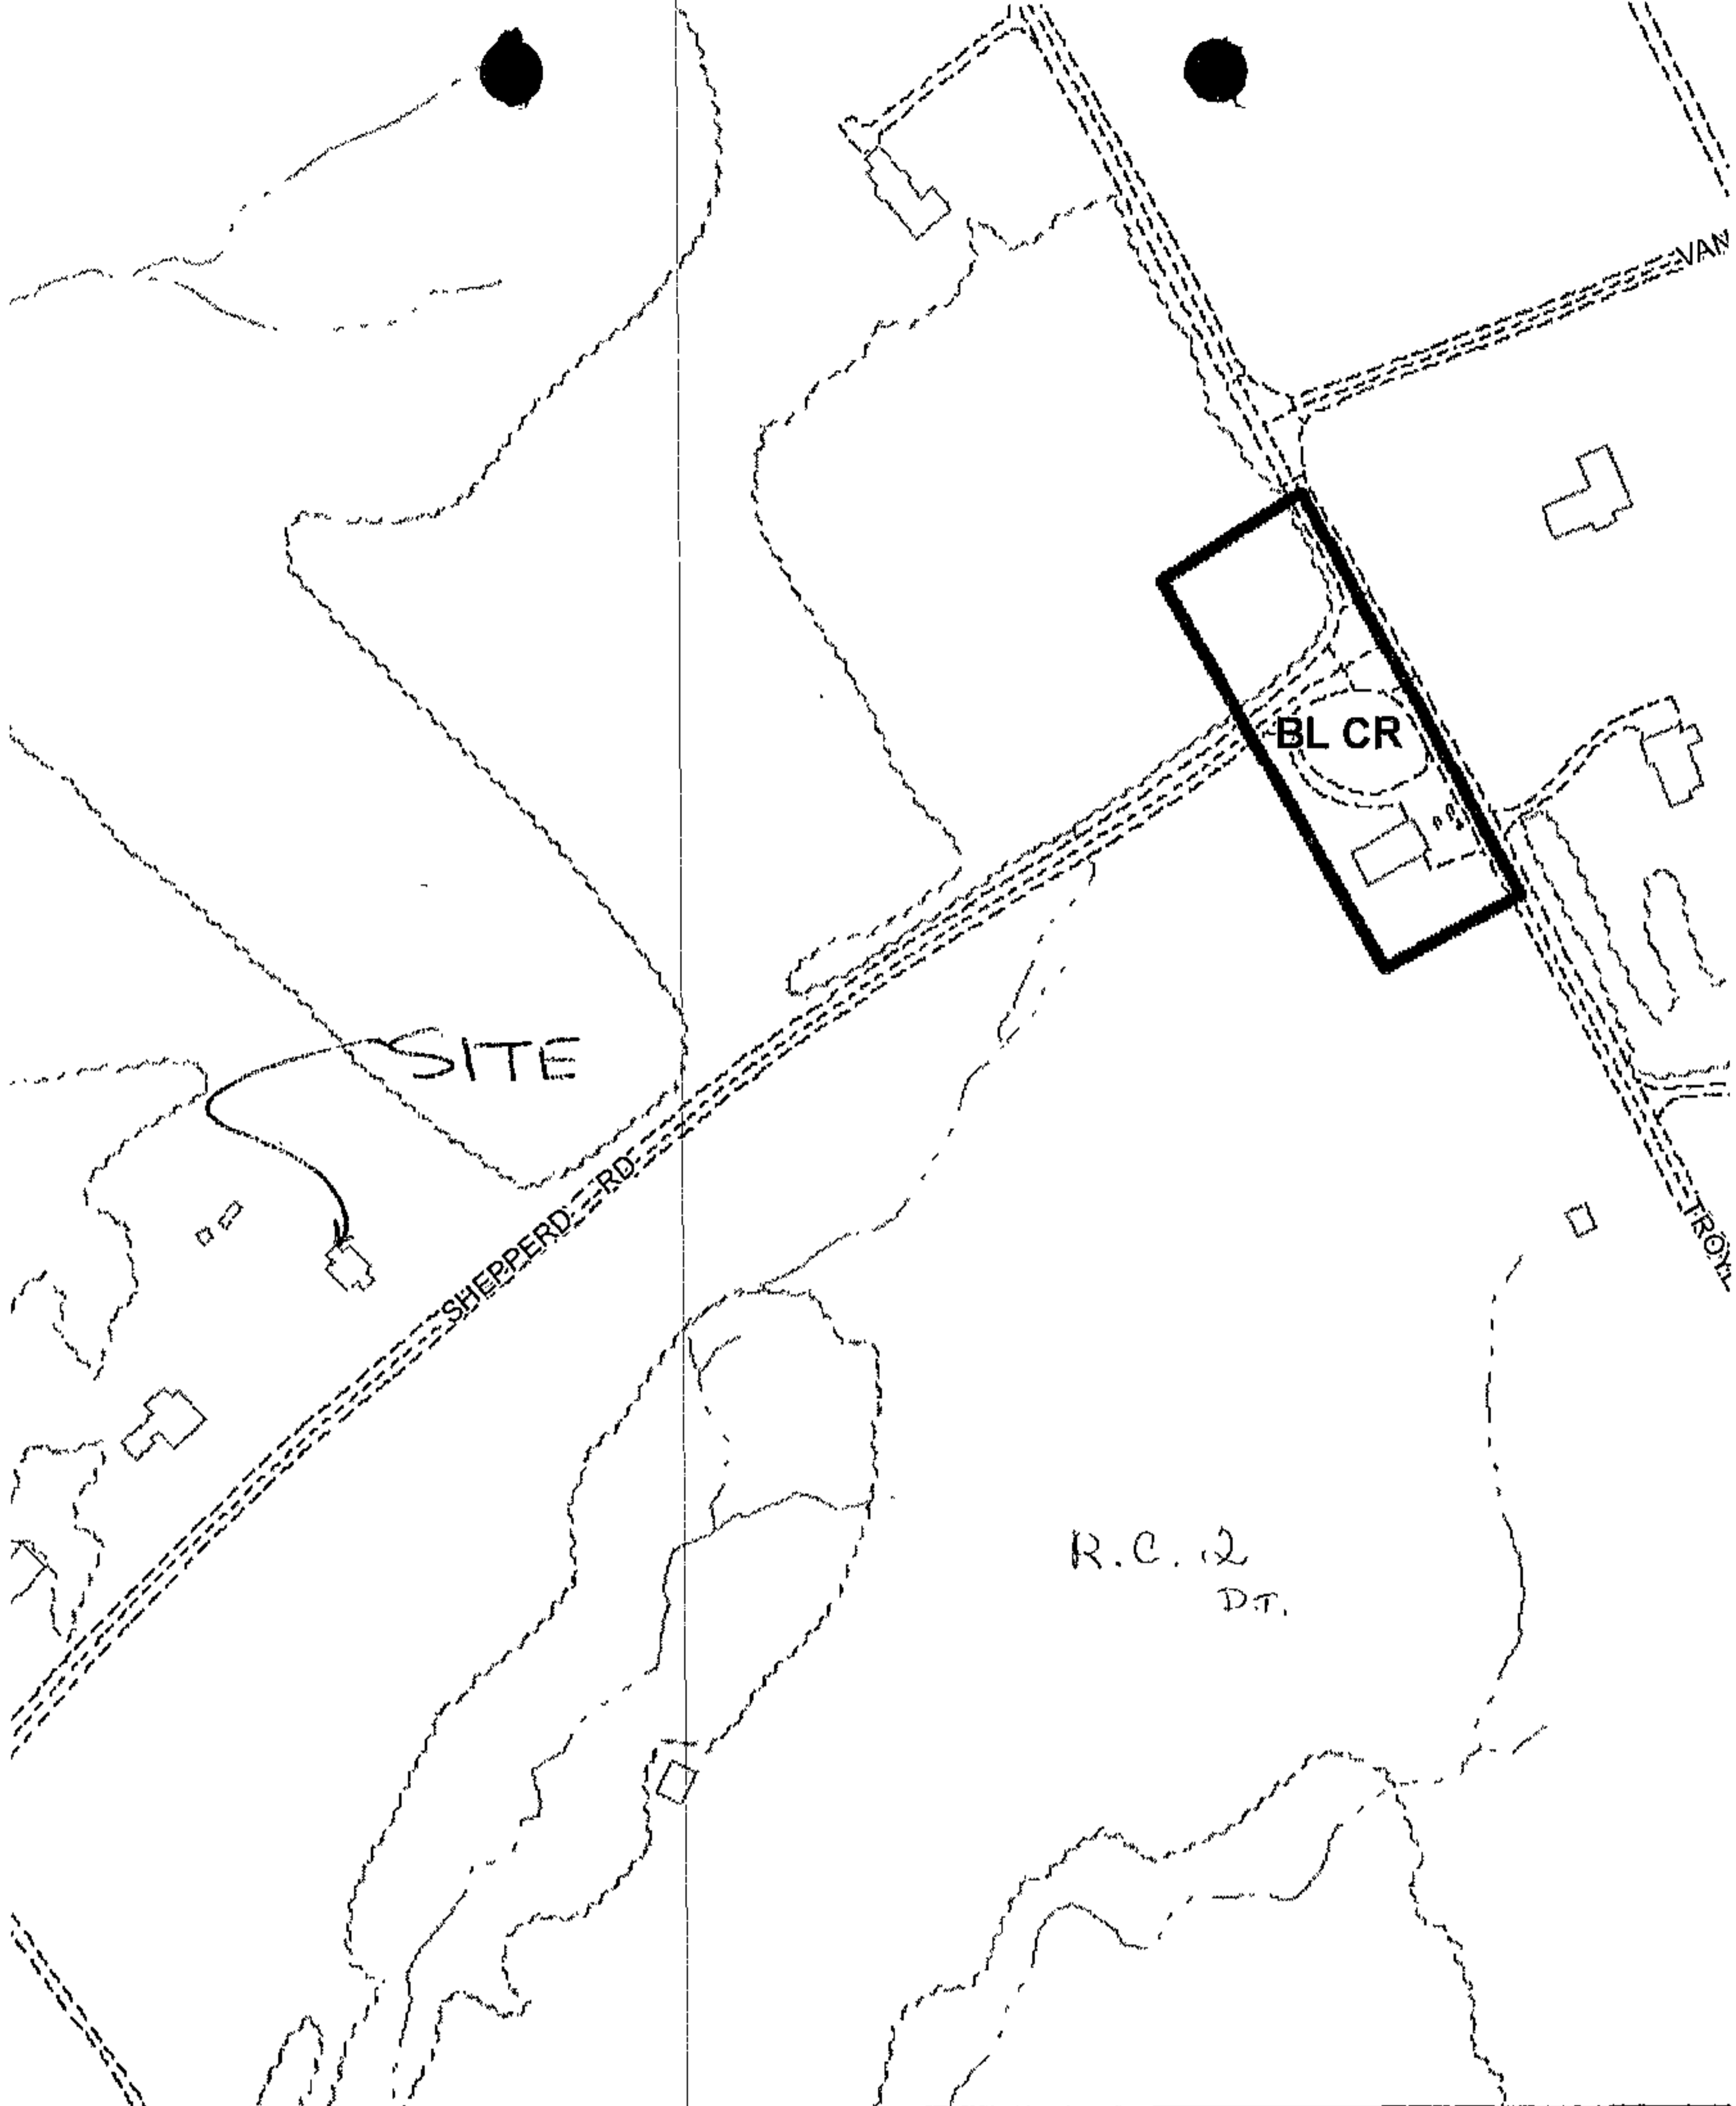 VAN
BL CR
SITE
SHEPPERD RD
TROY
R.C. 2
D.T.